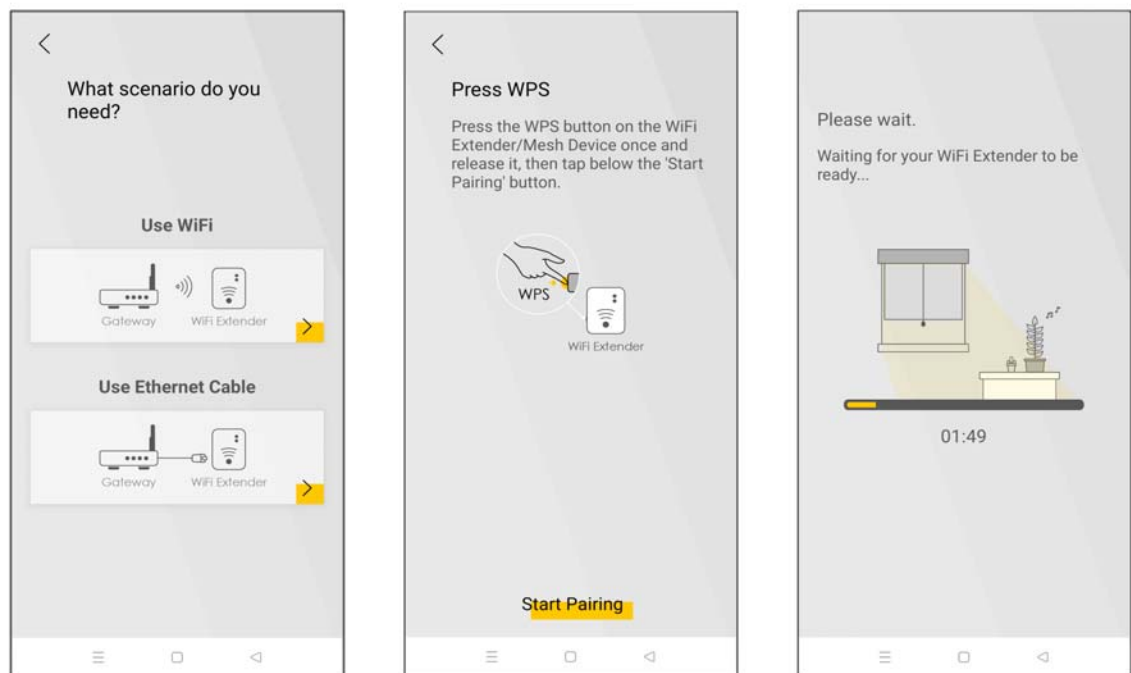 What scenario do you
need?
Use WiFi
Gateway WiFi Extender
Use Ethernet Cable
Gateway WiFi Extender
Press WPS
Press the WPS button on the WiFi
Extender/Mesh Device once and
release it, then tap below the 'Start
Pairing' button.
WPS
WiFi Extender
Start Pairing
Please wait.
Waiting for your WiFi Extender to be
ready...
01:49